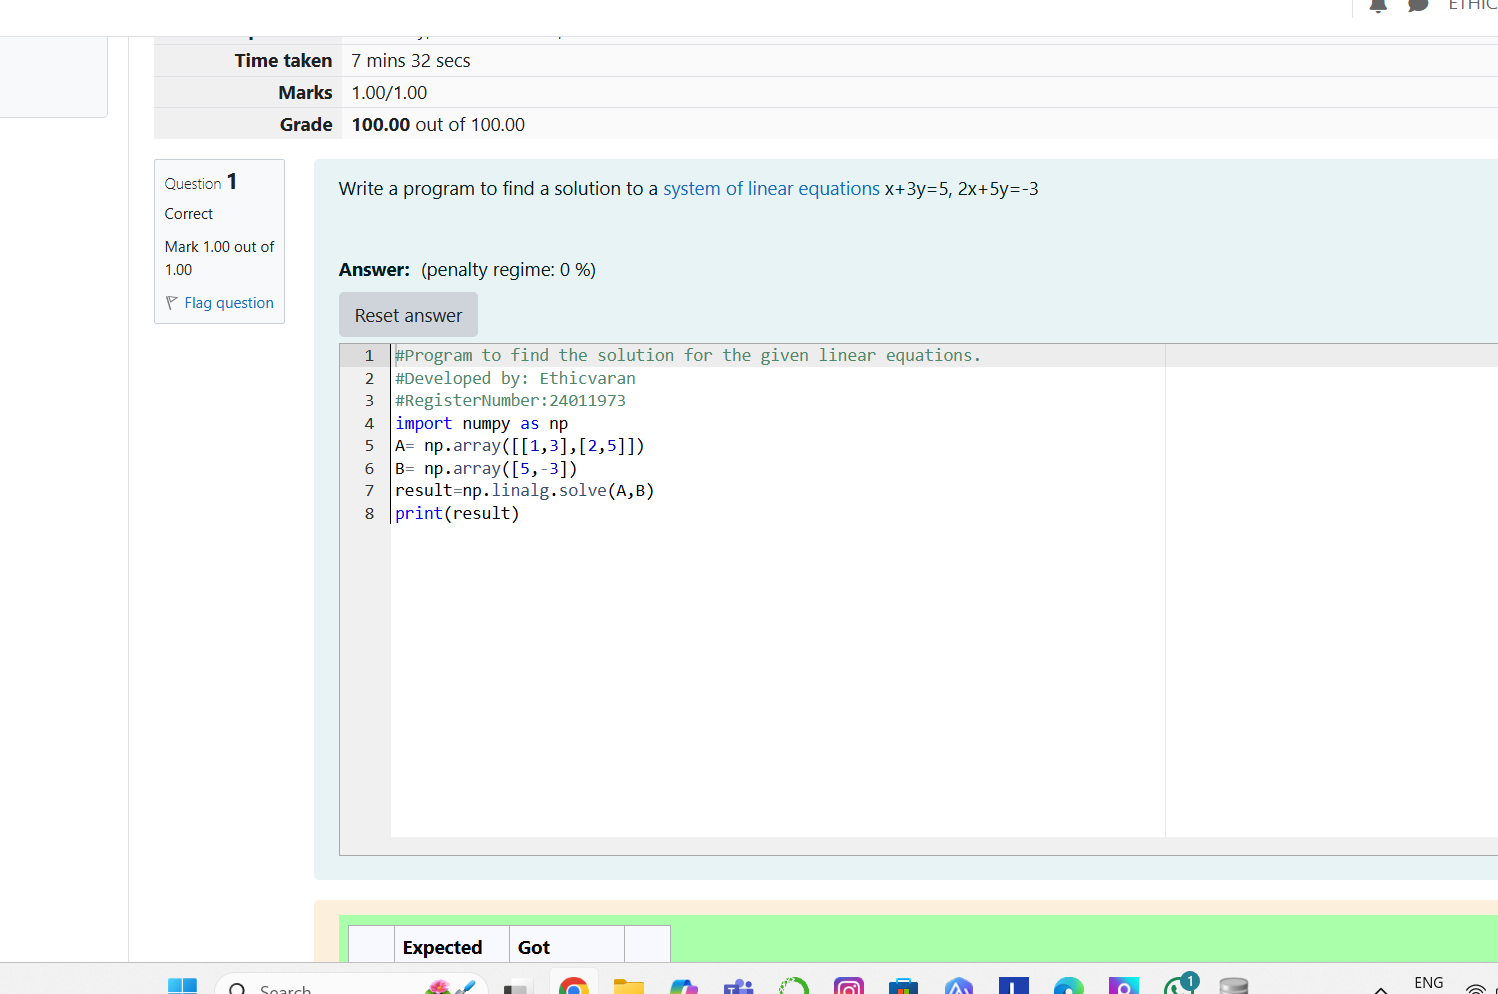 ETHIC
Time taken 7 mins 32 secs
Marks 1.00/1.00
Grade 100.00 out of 100.00
Question 1
Correct
Mark 1.00 out of
1.00
Flag question
Write a program to find a solution to a system of linear equations x+3y=5, 2x+5y=-3
Answer: (penalty regime: 0 %)
Reset answer
1 #Program to find the solution for the given linear equations.
2 #Developed by: Ethicvaran
3 #RegisterNumber:24011973
4 import numpy as np
5 A= np.array([[1,3],[2,5]])
6 B= np.array([5,-3])
7 result=np.linalg.solve(A,B)
8 print(result)
Expected Got
Search
1
ENG